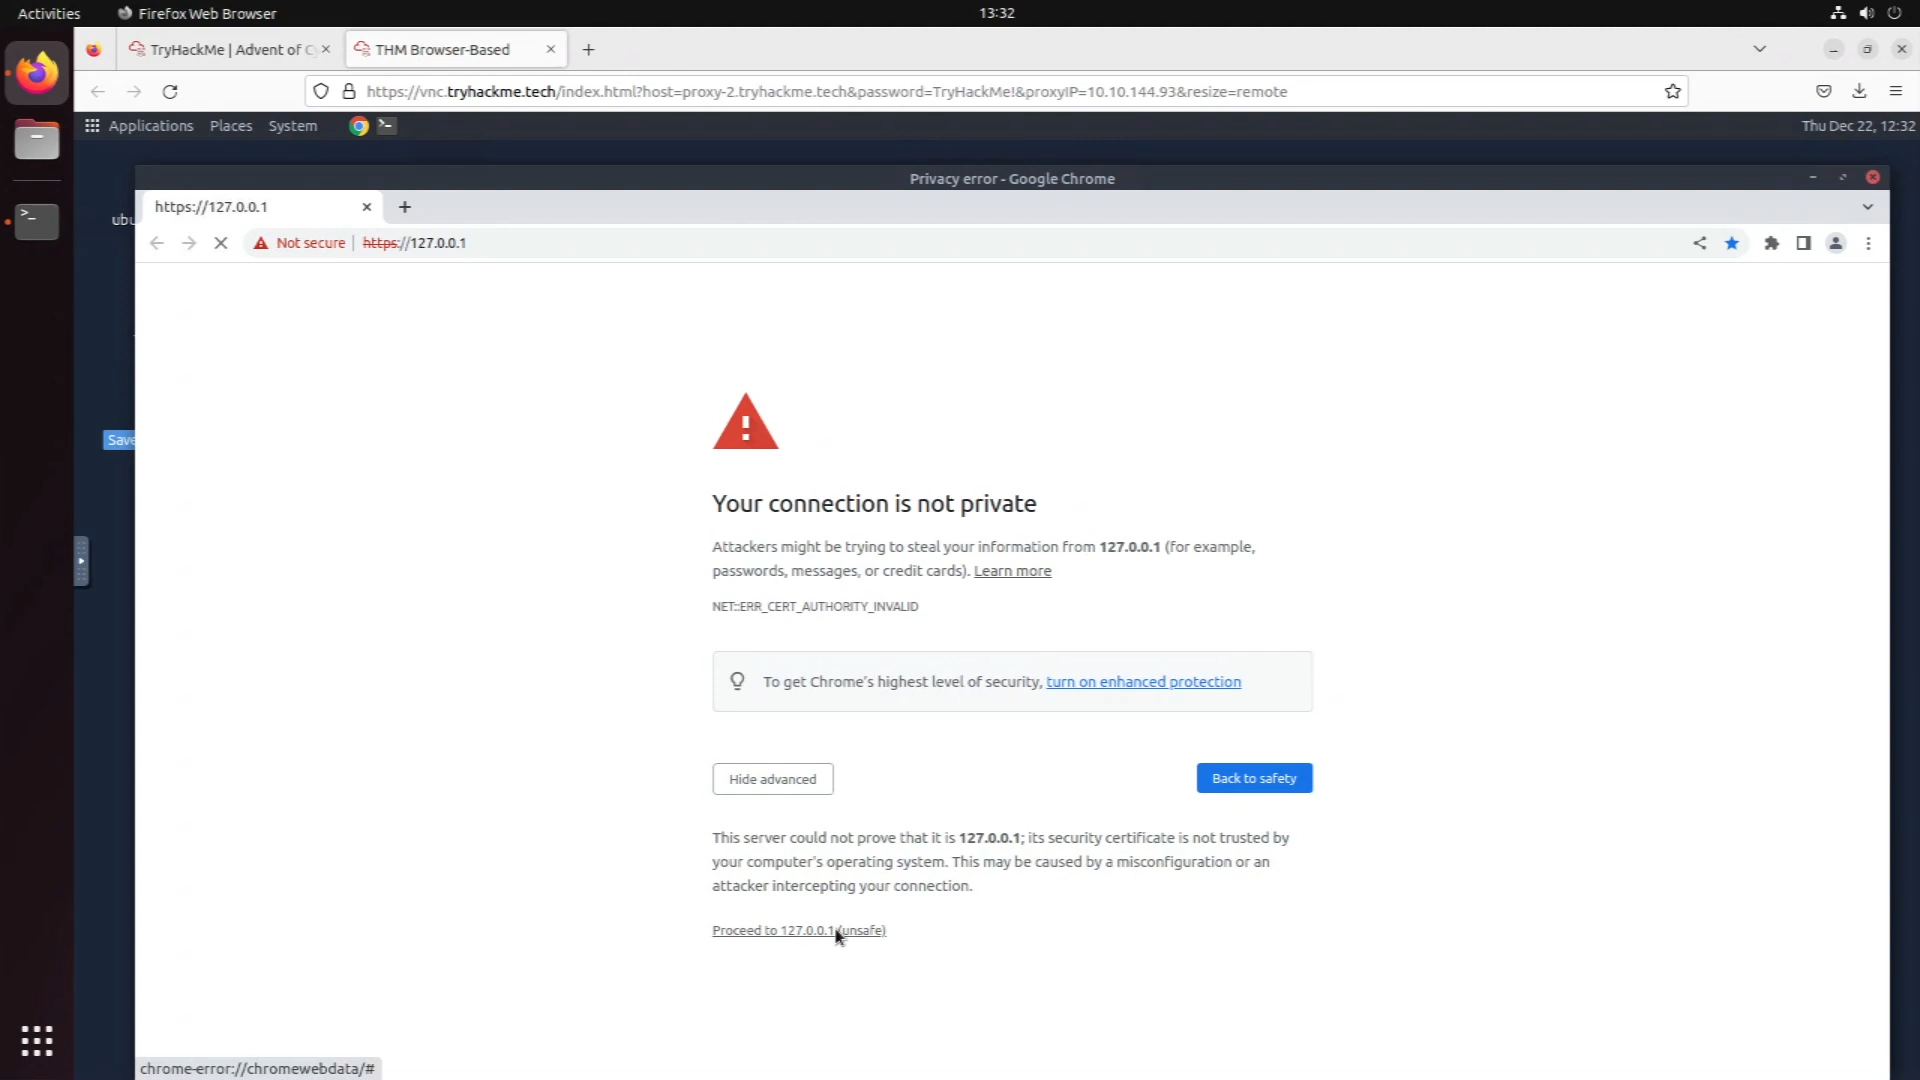 Activities Firefox Web Browser 13:32
TryHackMe | Advent of Cy THM Browser-Based
https://vnc.tryhackme.tech/index.html?host=proxy-2.tryhackme.tech&password=TryHackMe!&proxyIP=10.10.144.93&resize=remote
Applications Places System Thu Dec 22, 12:32
Privacy error - Google Chrome
https://127.0.0.1
ubu
Not secure | https://127.0.0.1
Your connection is not private
Save
Attackers might be trying to steal your information from 127.0.0.1 (for example,
passwords, messages, or credit cards). Learn more
NET::ERR_CERT_AUTHORITY_INVALID
To get Chrome's highest level of security, turn on enhanced protection
Hide advanced Back to safety
This server could not prove that it is 127.0.0.1; its security certificate is not trusted by
your computer's operating system. This may be caused by a misconfiguration or an
attacker intercepting your connection.
Proceed to 127.0.0.1 (unsafe)
chrome-error://chromewebdata/#